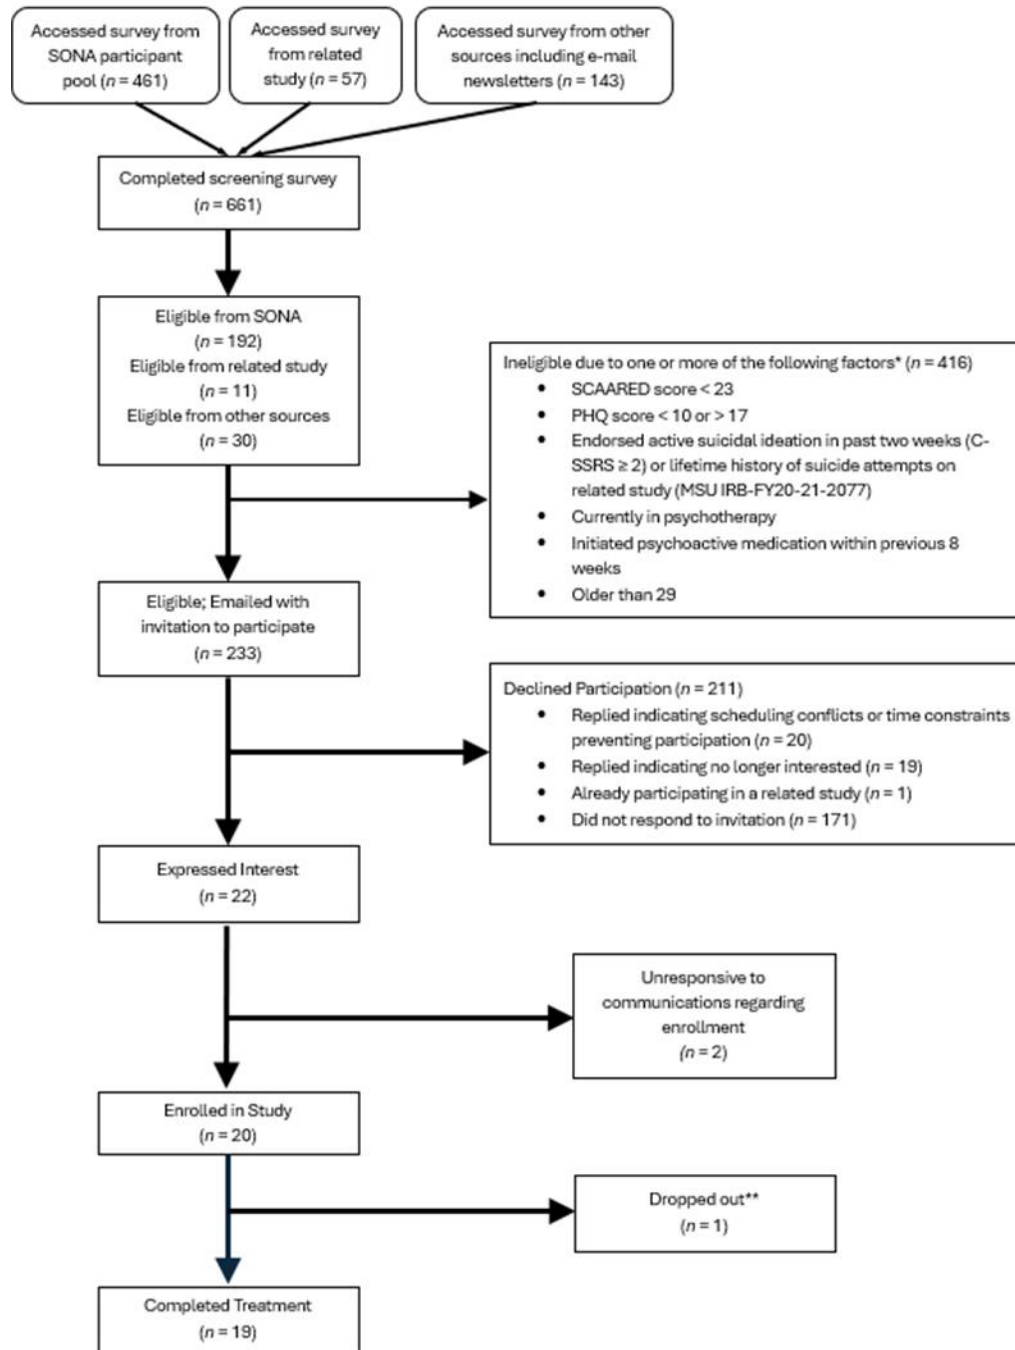 Accessed survey from
SONA participant
pool (n = 461)
Accessed survey
from related
study (n = 57)
Accessed survey from other
sources including e-mail
newsletters (n = 143)
Completed screening survey
(n = 661)
Eligible from SONA
(n = 192)
Eligible from related study
(n = 11)
Eligible from other sources
(n = 30)
Ineligible due to one or more of the following factors* (n = 416)
• SCAARED score < 23
• PHQ score < 10 or > 17
• Endorsed active suicidal ideation in past two weeks (C-
SSRS ≥ 2) or lifetime history of suicide attempts on
related study (MSU IRB-FY20-21-2077)
• Currently in psychotherapy
• Initiated psychoactive medication within previous 8
weeks
• Older than 29
Eligible; Emailed with
invitation to participate
(n = 233)
Declined Participation (n = 211)
• Replied indicating scheduling conflicts or time constraints
preventing participation (n = 20)
• Replied indicating no longer interested (n = 19)
• Already participating in a related study (n = 1)
• Did not respond to invitation (n = 171)
Expressed Interest
(n = 22)
Unresponsive to
communications regarding
enrollment
(n = 2)
Enrolled in Study
(n = 20)
Dropped out**
(n = 1)
Completed Treatment
(n = 19)